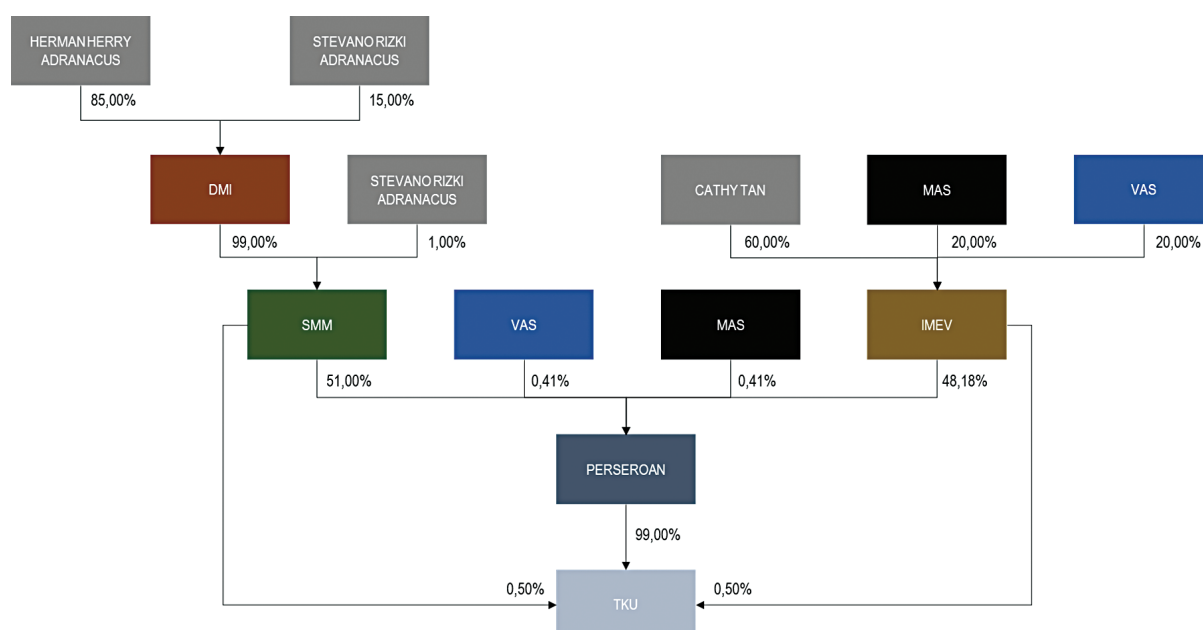 HERMAN HERRY
ADRANACUS
STEVANO RIZKI
ADRANACUS
85,00%
15,00%
DMI
STEVANO RIZKI
ADRANACUS
CATHY TAN
MAS
VAS
99,00%
1,00%
60,00%
20,00%
20,00%
SMM
VAS
MAS
IMEV
51,00%
0,41%
0,41%
48,18%
PERSEROAN
99,00%
0,50%
TKU
0,50%